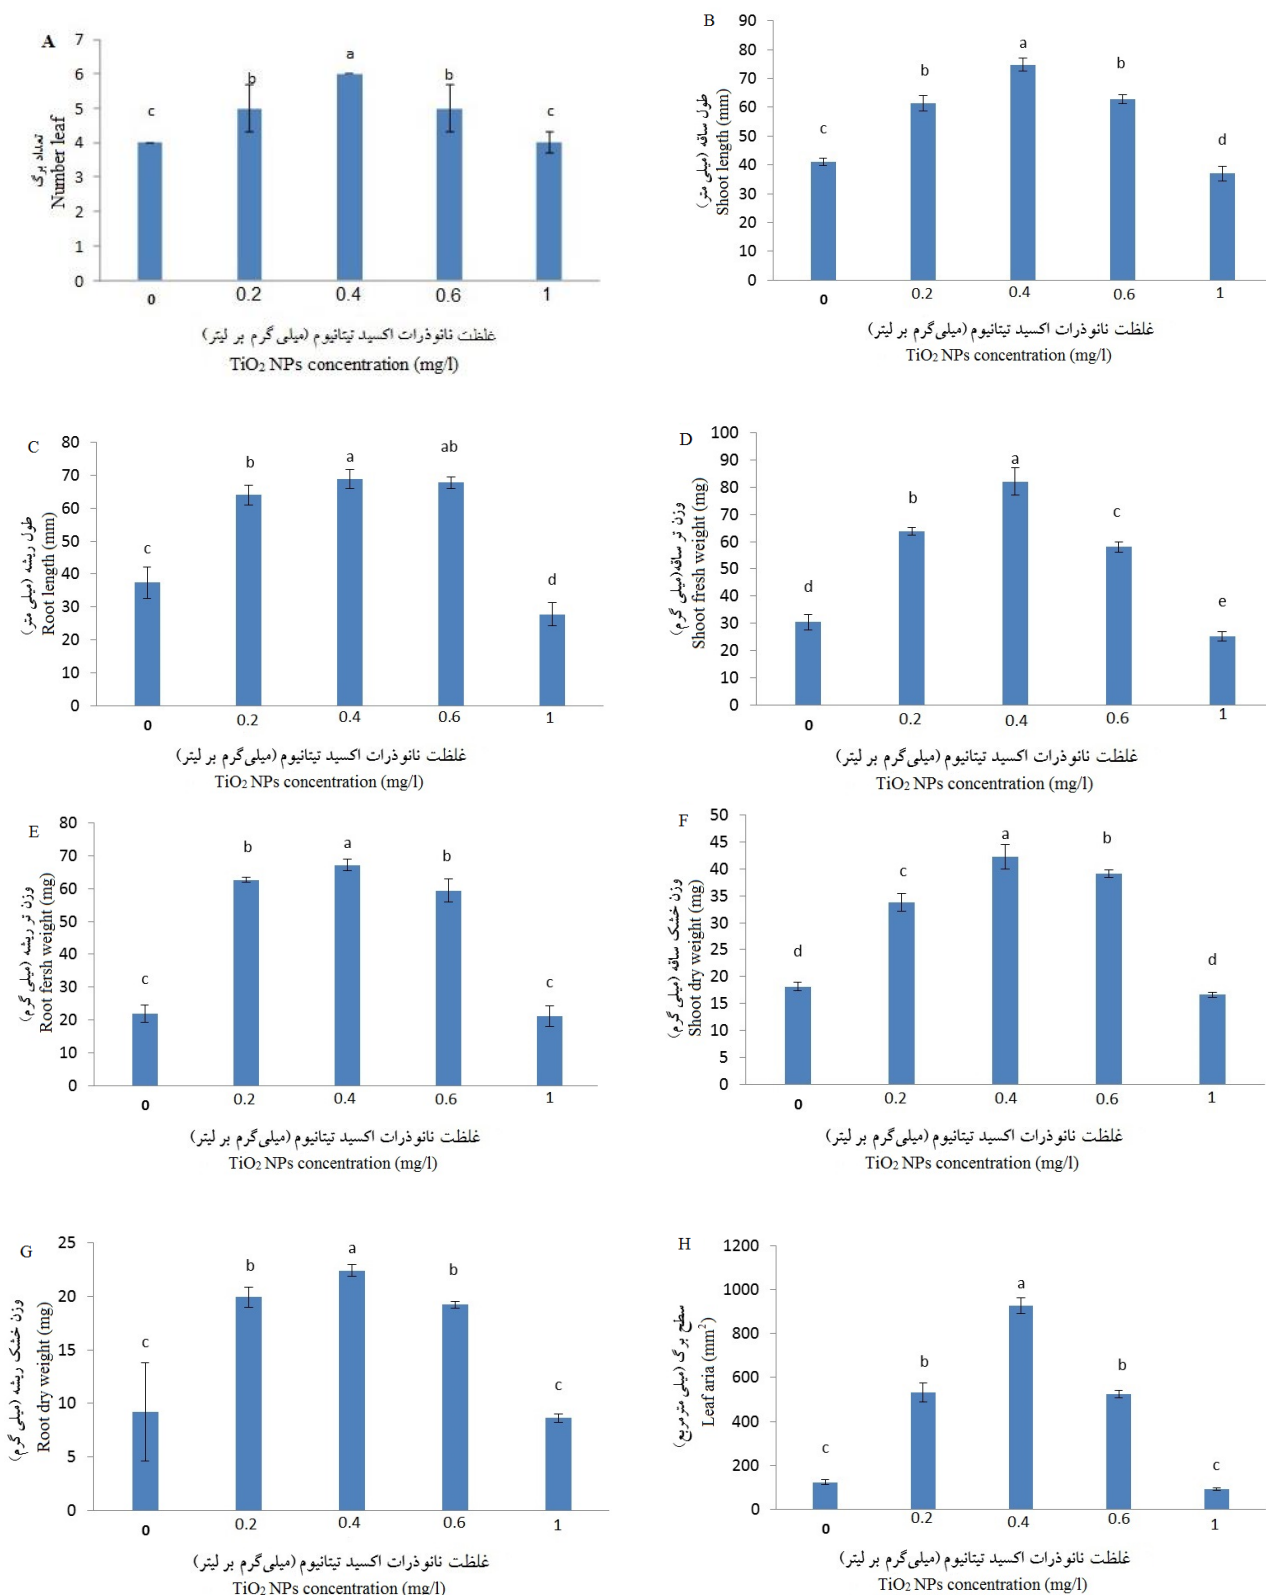 A
7
6
5
4
3
2
1
0
c
b
a
b
c
تعداد برگ
Number leaf
0 0.2 0.4 0.6 1
غلظت نانوذرات اکسید تیتانیوم (میلی‌گرم بر لیتر)
TiO₂ NPs concentration (mg/l)
B
90
80
70
60
50
40
30
20
10
0
c
b
a
b
d
طول ساقه (میلی متر)
Shoot length (mm)
0 0.2 0.4 0.6 1
غلظت نانوذرات اکسید تیتانیوم (میلی‌گرم بر لیتر)
TiO₂ NPs concentration (mg/l)
C
80
70
60
50
40
30
20
10
0
c
b
a
ab
d
طول ریشه (میلی متر)
Root length (mm)
0 0.2 0.4 0.6 1
غلظت نانوذرات اکسید تیتانیوم (میلی‌گرم بر لیتر)
TiO₂ NPs concentration (mg/l)
D
100
90
80
70
60
50
40
30
20
10
0
d
b
a
c
e
وزن تر ساقه(میلی گرم)
Shoot fresh weight (mg)
0 0.2 0.4 0.6 1
غلظت نانوذرات اکسید تیتانیوم (میلی‌گرم بر لیتر)
TiO₂ NPs concentration (mg/l)
E
80
70
60
50
40
30
20
10
0
c
b
a
b
c
وزن تر ریشه (میلی گرم)
Root fersh weight (mg)
0 0.2 0.4 0.6 1
غلظت نانوذرات اکسید تیتانیوم (میلی‌گرم بر لیتر)
TiO₂ NPs concentration (mg/l)
F
50
45
40
35
30
25
20
15
10
5
0
d
c
a
b
d
وزن خشک ساقه (میلی گرم)
Shoot dry weight (mg)
0 0.2 0.4 0.6 1
غلظت نانوذرات اکسید تیتانیوم (میلی‌گرم بر لیتر)
TiO₂ NPs concentration (mg/l)
G
25
20
15
10
5
0
c
b
a
b
c
وزن خشک ریشه (میلی گرم)
Root dry weight (mg)
0 0.2 0.4 0.6 1
غلظت نانوذرات اکسید تیتانیوم (میلی‌گرم بر لیتر)
TiO₂ NPs concentration (mg/l)
H
1200
1000
800
600
400
200
0
c
b
a
b
c
سطح برگ (میلی مترمربع)
Leaf aria (mm²)
0 0.2 0.4 0.6 1
غلظت نانوذرات اکسید تیتانیوم (میلی‌گرم بر لیتر)
TiO₂ NPs concentration (mg/l)